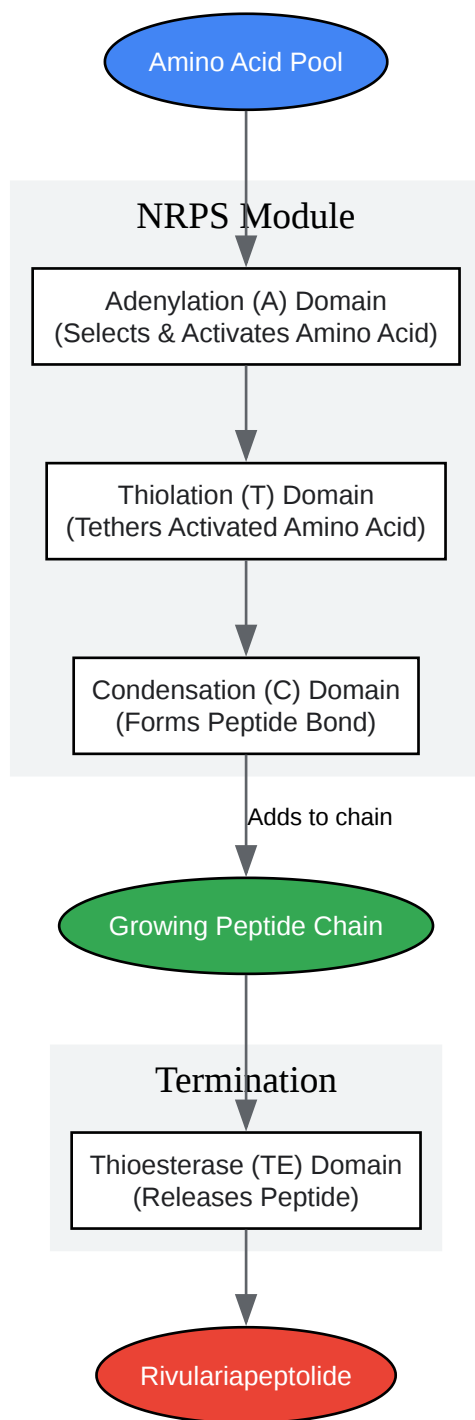 Amino Acid Pool
NRPS Module
Adenylation (A) Domain
(Selects & Activates Amino Acid)
Thiolation (T) Domain
(Tethers Activated Amino Acid)
Condensation (C) Domain
(Forms Peptide Bond)
Adds to chain
Growing Peptide Chain
Termination
Thioesterase (TE) Domain
(Releases Peptide)
Rivulariapeptolide